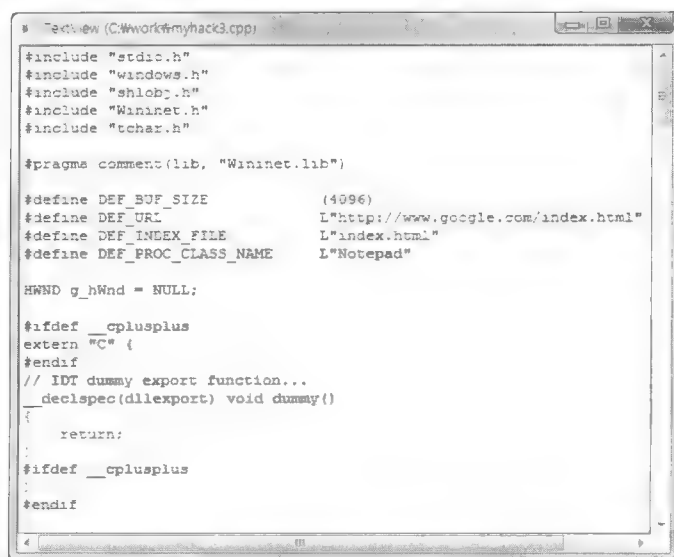 TextView (C:₩work₩myhack3.cpp)
#include "stdio.h"
#include "windows.h"
#include "shlobj.h"
#include "Wininet.h"
#include "tchar.h"
#pragma comment(lib, "Wininet.lib")
#define DEF_BUF_SIZE (4096)
#define DEF_URL L"http://www.google.com/index.html"
#define DEF_INDEX_FILE L"index.html"
#define DEF_PROC_CLASS_NAME L"Notepad"
HWND g_hWnd = NULL;
#ifdef __cplusplus
extern "C" {
#endif
// IDT dummy export function...
__declspec(dllexport) void dummy()
{
return;
}
#ifdef __cplusplus
}
#endif